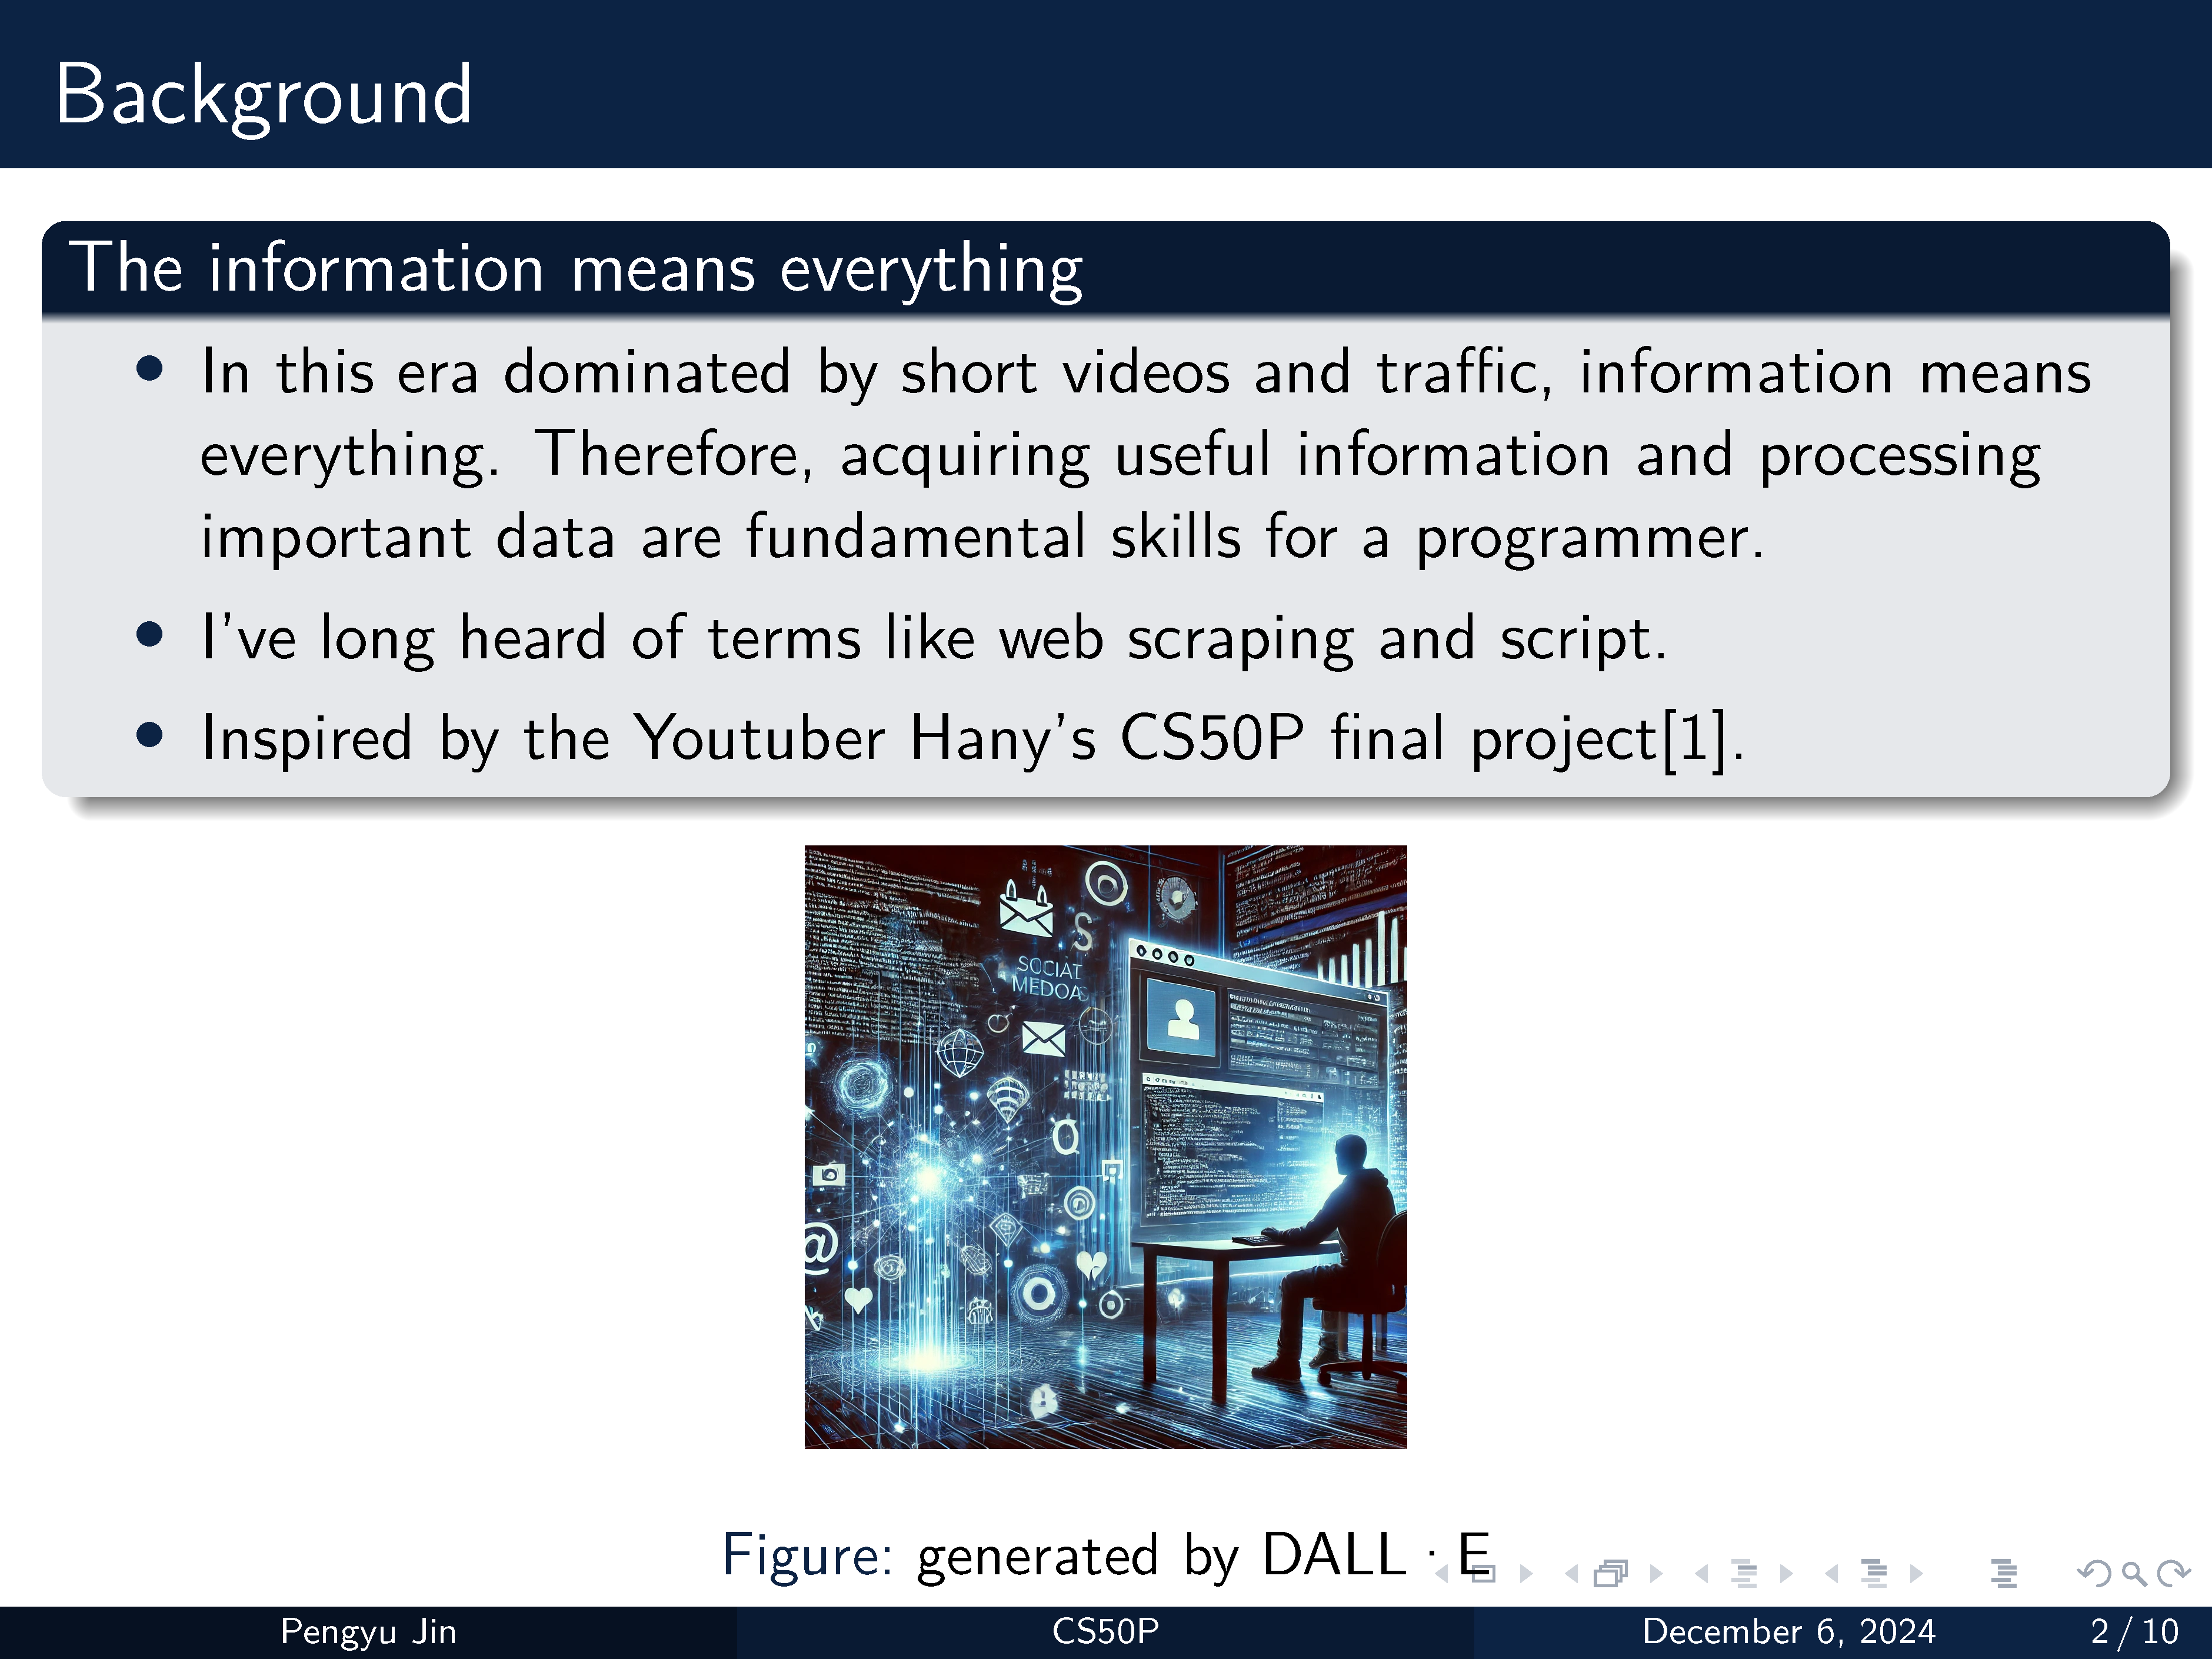 Background
The information means everything
• In this era dominated by short videos and traffic, information means
everything. Therefore, acquiring useful information and processing
important data are fundamental skills for a programmer.
• I've long heard of terms like web scraping and script.
• Inspired by the Youtuber Hany's CS50P final project[1].
SOCIAT
MEDOA
Figure: generated by DALL · E
Pengyu Jin CS50P December 6, 2024 2 / 10